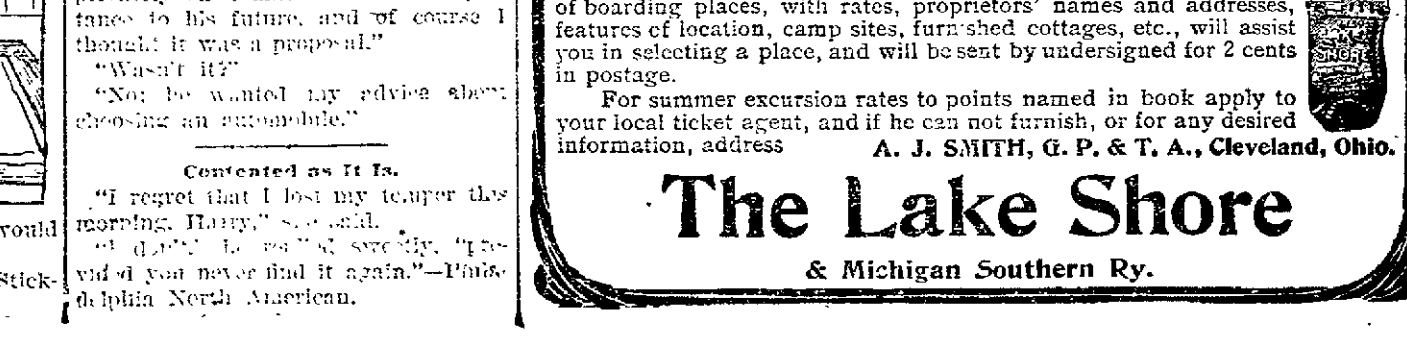 would
Stick-
tance to his future, and of course I
thought it was a proposal."
"Wasn't it?"
"No; he wanted my advice about
choosing an automobile."
Contented as It Is.
"I regret that I lost my temper this
morning, Harry," she said.
"I don't," he replied sweetly, "pro-
vided you never find it again."—Phila-
delphia North American.
of boarding places, with rates, proprietors' names and addresses,
features of location, camp sites, furnished cottages, etc., will assist
you in selecting a place, and will be sent by undersigned for 2 cents
in postage.
For summer excursion rates to points named in book apply to
your local ticket agent, and if he can not furnish, or for any desired
information, address A. J. SMITH, G. P. & T. A., Cleveland, Ohio.
The Lake Shore
& Michigan Southern Ry.